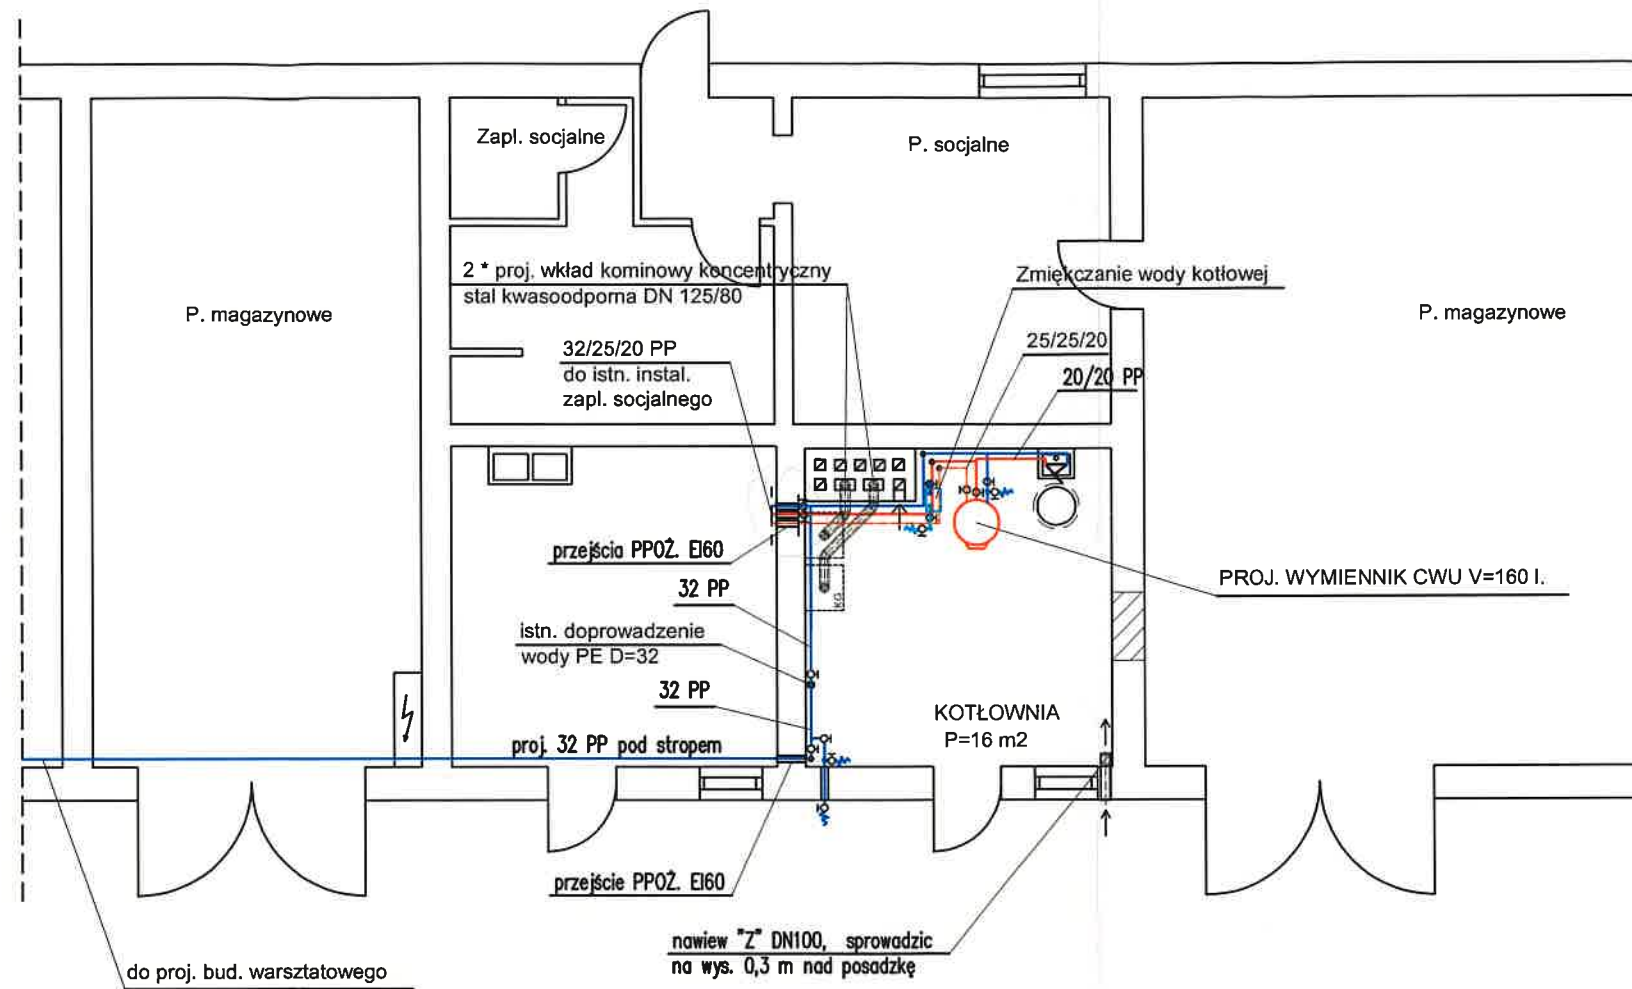 Zapl. socjalne
P. socjalne
2 * proj. wkład kominowy koncentryczny
stal kwasoodporna DN 125/80
Zmiękczanie wody kotłowej
P. magazynowe
P. magazynowe
32/25/20 PP
do istn. instal.
zapl. socjalnego
25/25/20
20/20 PP
przejścia PPOŻ. EI60
PROJ. WYMIENNIK CWU V=160 l.
32 PP
KG
istn. doprowadzenie
wody PE D=32
32 PP
KOTŁOWNIA
P=16 m2
proj. 32 PP pod stropem
przejście PPOŻ. EI60
nawiew "Z" DN100, sprowadzic
na wys. 0,3 m nad posadzkę
do proj. bud. warsztatowego